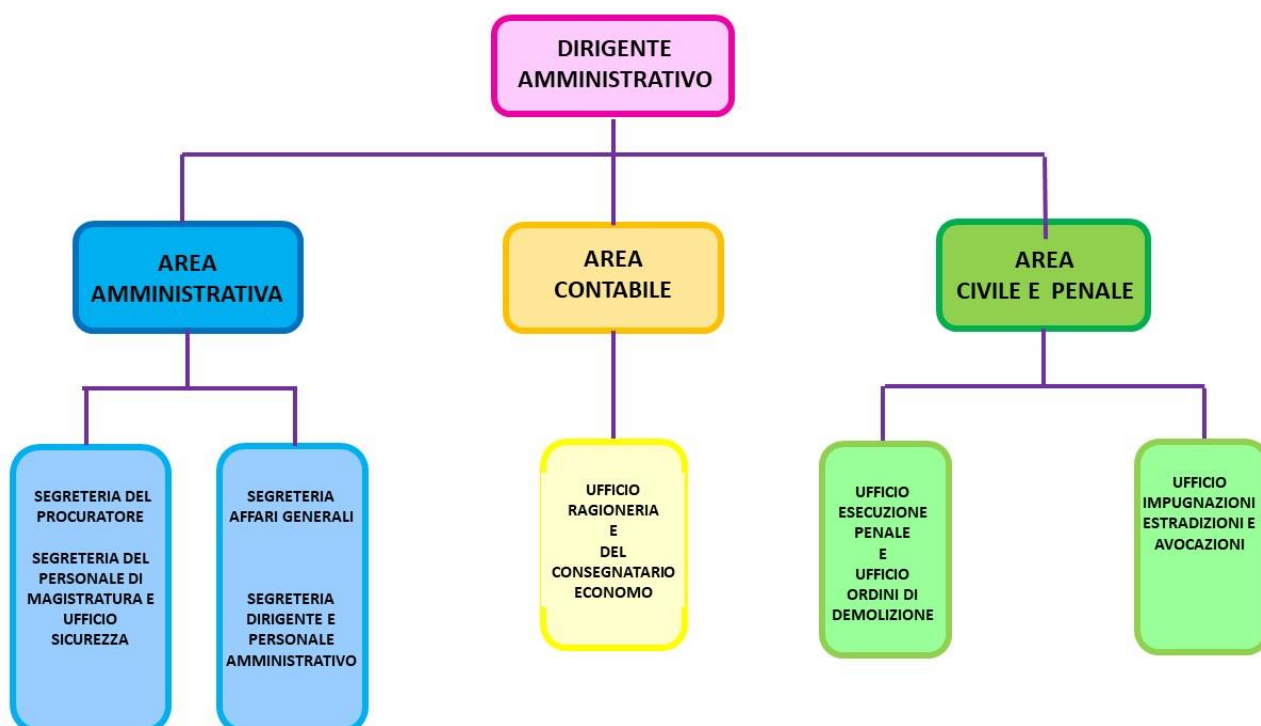 DIRIGENTE
AMMINISTRATIVO
AREA
AMMINISTRATIVA
AREA
CONTABILE
AREA
CIVILE E PENALE
SEGRETERIA DEL
PROCURATORE
SEGRETERIA DEL
PERSONALE DI
MAGISTRATURA E
UFFICIO
SICUREZZA
SEGRETERIA
AFFARI GENERALI
SEGRETERIA
DIRIGENTE E
PERSONALE
AMMINISTRATIVO
UFFICIO
RAGIONERIA
E
DEL
CONSEGNATARIO
ECONOMO
UFFICIO
ESECUZIONE
PENALE
E
UFFICIO
ORDINI DI
DEMOLIZIONE
UFFICIO
IMPUGNAZIONI
ESTRADIZIONI E
AVOCAZIONI